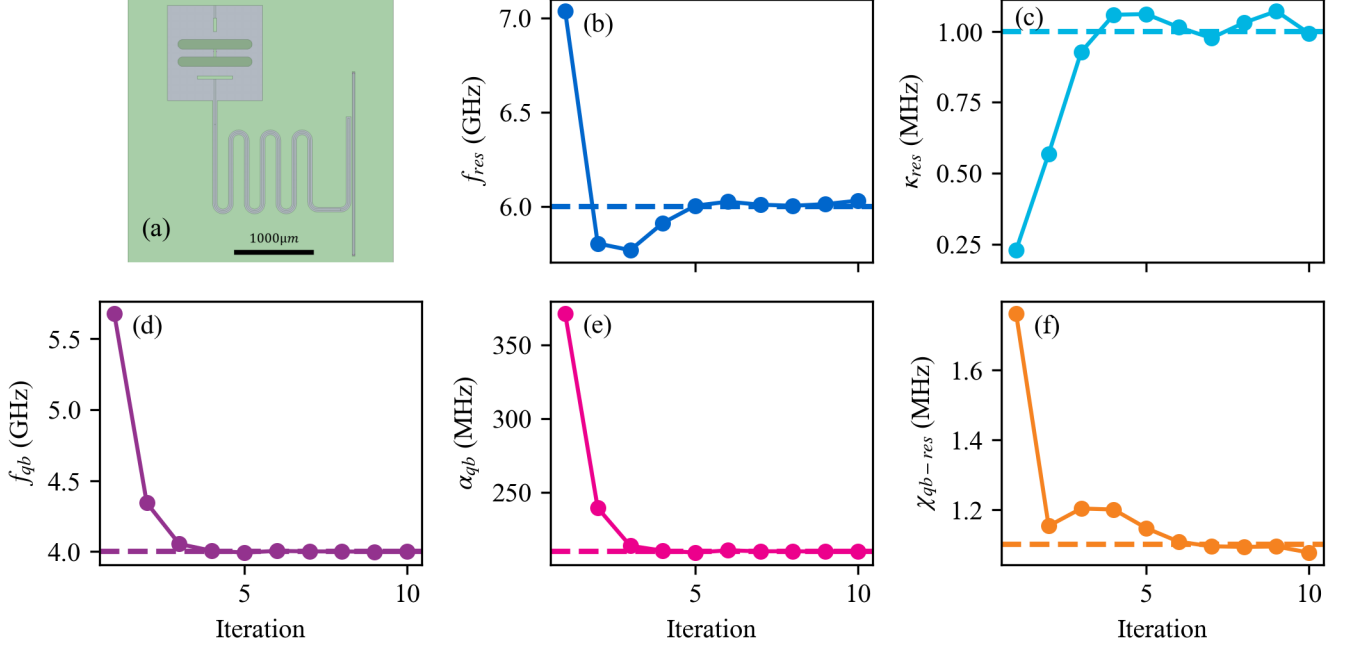 (a)
1000μm
(b)
f_res (GHz)
7.0
6.5
6.0
5
10
(c)
κ_res (MHz)
1.00
0.75
0.50
0.25
5
10
(d)
f_qb (GHz)
5.5
5.0
4.5
4.0
5
10
Iteration
(e)
α_qb (MHz)
350
300
250
(f)
χ_qb−res (MHz)
1.6
1.4
1.2
5
10
Iteration